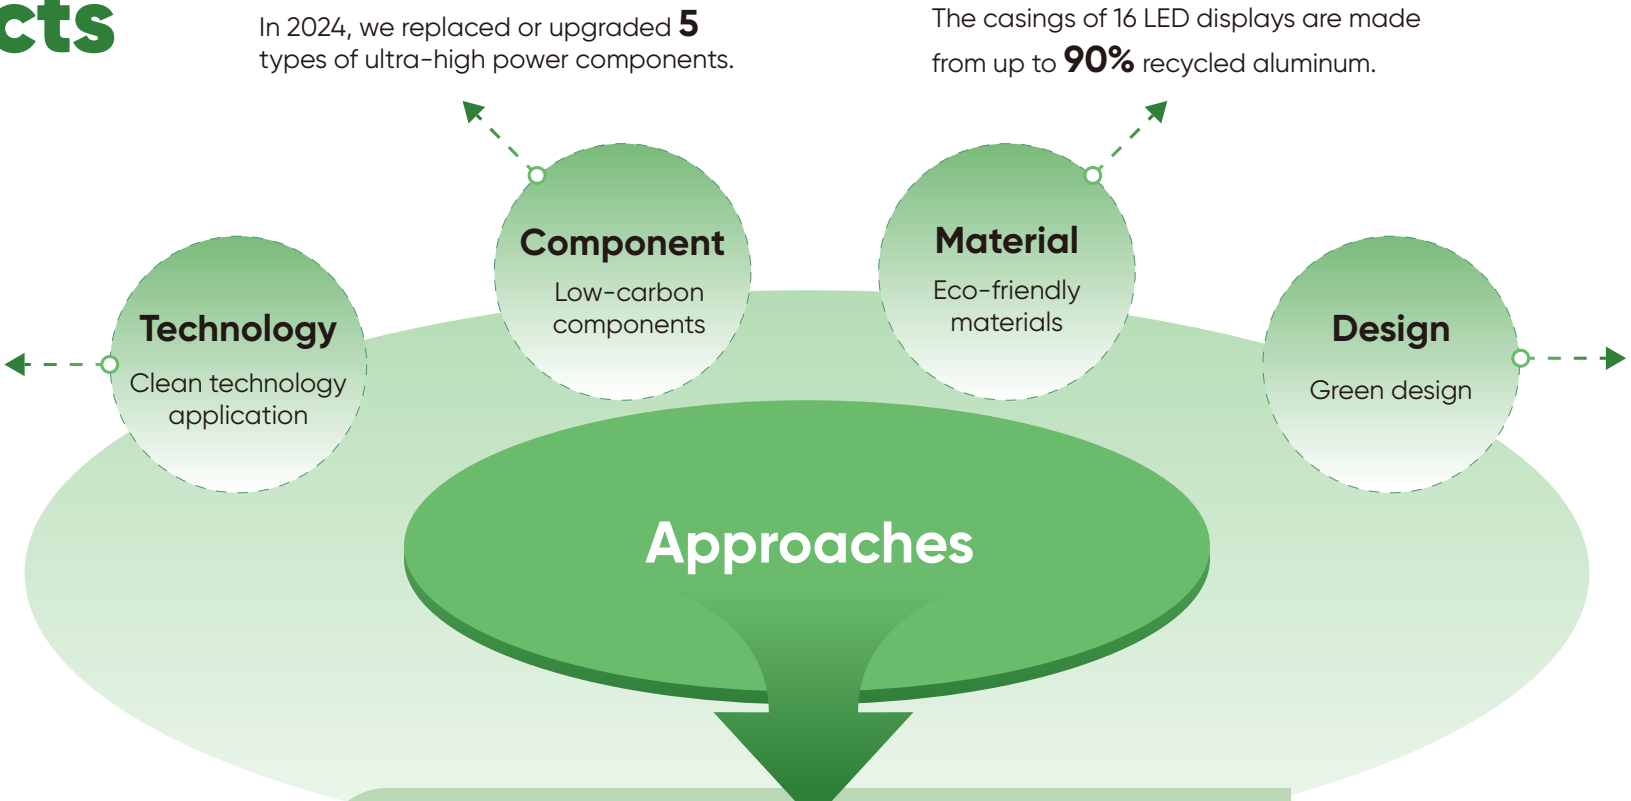 cts
In 2024, we replaced or upgraded 5
types of ultra-high power components.
The casings of 16 LED displays are made
from up to 90% recycled aluminum.
Technology
Clean technology
application
Component
Low-carbon
components
Material
Eco-friendly
materials
Design
Green design
Approaches